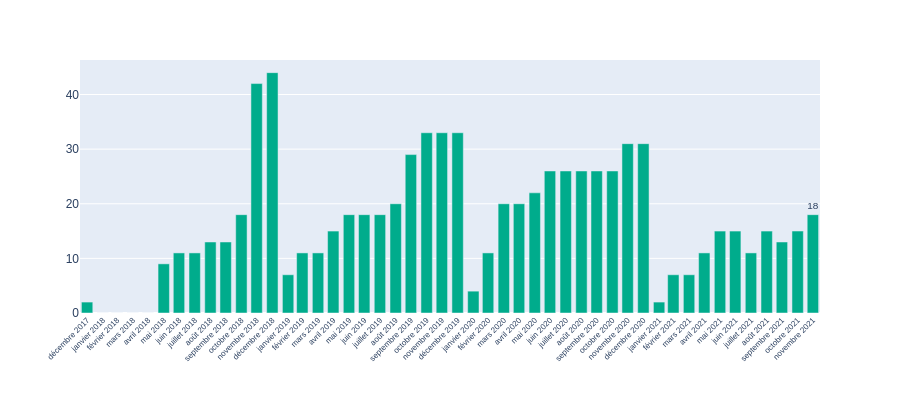 40
30
20
10
0
18
décembre 2017
janvier 2018
février 2018
mars 2018
avril 2018
mai 2018
juin 2018
juillet 2018
août 2018
septembre 2018
octobre 2018
novembre 2018
décembre 2018
janvier 2019
février 2019
mars 2019
avril 2019
mai 2019
juin 2019
juillet 2019
août 2019
septembre 2019
octobre 2019
novembre 2019
décembre 2019
janvier 2020
février 2020
mars 2020
avril 2020
mai 2020
juin 2020
juillet 2020
août 2020
septembre 2020
octobre 2020
novembre 2020
décembre 2020
janvier 2021
février 2021
mars 2021
avril 2021
mai 2021
juin 2021
juillet 2021
août 2021
septembre 2021
octobre 2021
novembre 2021